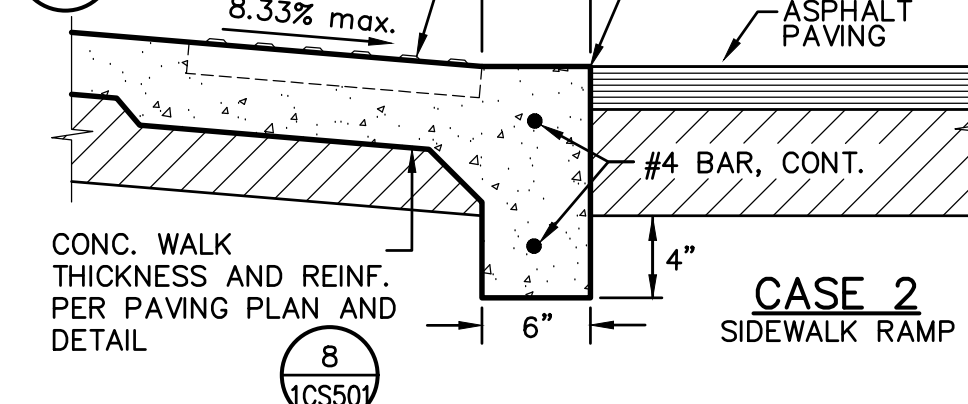 8.33% max.
ASPHALT
PAVING
#4 BAR, CONT.
CONC. WALK
THICKNESS AND REINF.
PER PAVING PLAN AND
DETAIL
4”
6”
CASE 2
SIDEWALK RAMP
8
1CS501